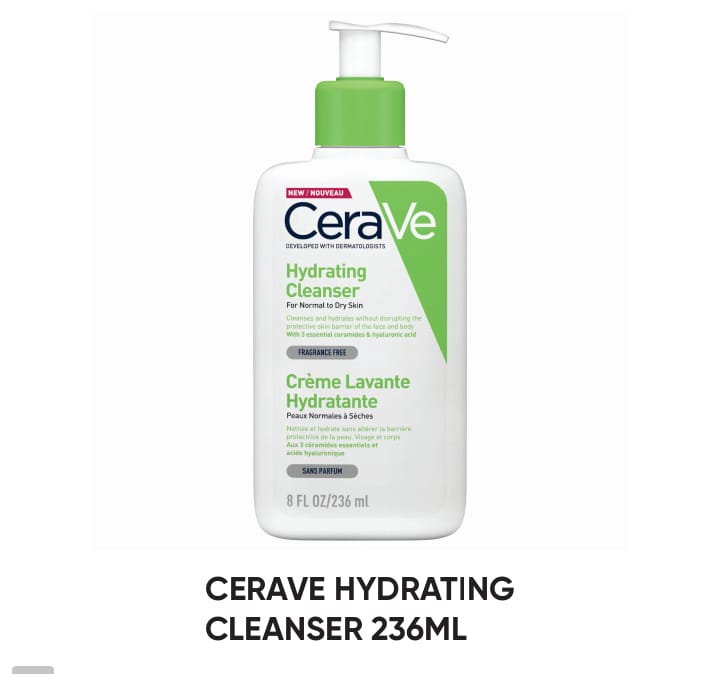 NEW / NOUVEAU
CeraVe
DEVELOPED WITH DERMATOLOGISTS
Hydrating
Cleanser
For Normal to Dry Skin
Cleanses and hydrates without disrupting the
protective skin barrier of the face and body
With 3 essential ceramides & hyaluronic acid
FRAGRANCE FREE
Crème Lavante
Hydratante
Peaux Normales à Sèches
Nettoie et hydrate sans altérer la barrière
protectrice de la peau. Visage et corps
Aux 3 céramides essentiels et
acide hyaluronique
SANS PARFUM
8 FL OZ/236 ml
CERAVE HYDRATING
CLEANSER 236ML